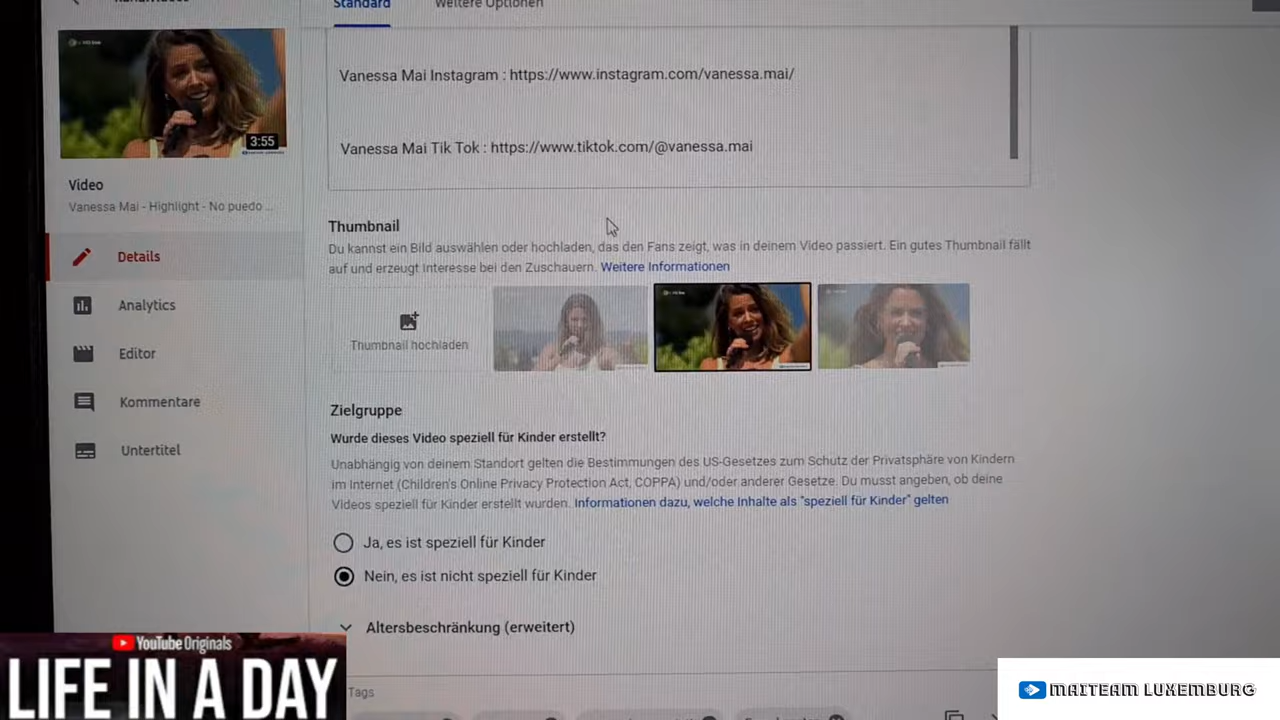 Standard
Weitere Optionen
3:55
Video
Vanessa Mai - Highlight - No puedo ...
Details
Analytics
Editor
Kommentare
Untertitel
Vanessa Mai Instagram : https://www.instagram.com/vanessa.mai/
Vanessa Mai Tik Tok : https://www.tiktok.com/@vanessa.mai
Thumbnail
Du kannst ein Bild auswählen oder hochladen, das den Fans zeigt, was in deinem Video passiert. Ein gutes Thumbnail fällt
auf und erzeugt Interesse bei den Zuschauern. Weitere Informationen
Thumbnail hochladen
Zielgruppe
Wurde dieses Video speziell für Kinder erstellt?
Unabhängig von deinem Standort gelten die Bestimmungen des US-Gesetzes zum Schutz der Privatsphäre von Kindern
im Internet (Children's Online Privacy Protection Act, COPPA) und/oder anderer Gesetze. Du musst angeben, ob deine
Videos speziell für Kinder erstellt wurden. Informationen dazu, welche Inhalte als "speziell für Kinder" gelten
Ja, es ist speziell für Kinder
Nein, es ist nicht speziell für Kinder
Altersbeschränkung (erweitert)
Tags
YouTube Originals
LIFE IN A DAY
MAITEAM LUXEMBURG